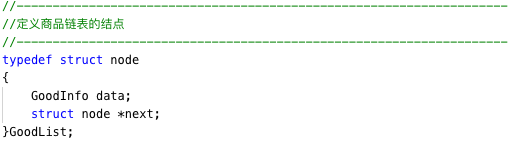 //--------------------------------------------------------------------
//定义商品链表的结点
//--------------------------------------------------------------------
typedef struct node
{
    GoodInfo data;
    struct node *next;
}GoodList;